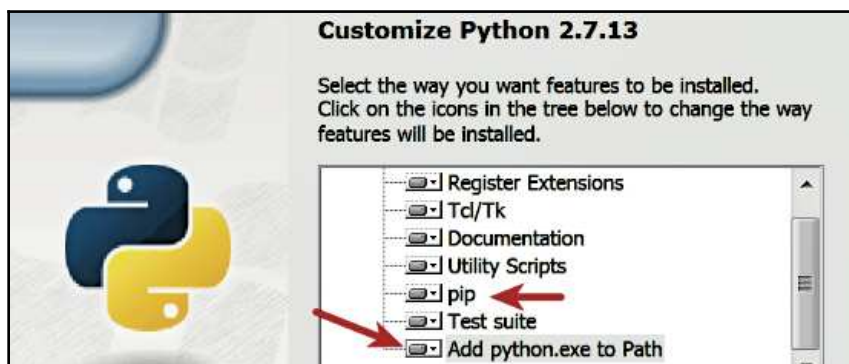 Customize Python 2.7.13
Select the way you want features to be installed.
Click on the icons in the tree below to change the way
features will be installed.
Register Extensions
Tcl/Tk
Documentation
Utility Scripts
pip
Test suite
Add python.exe to Path